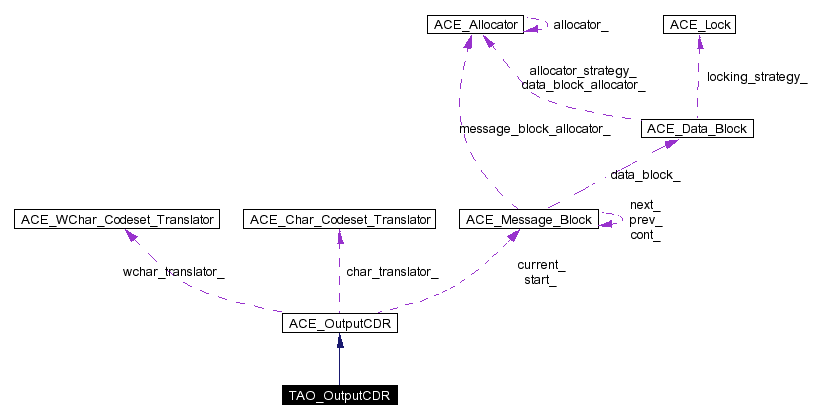 ACE_Allocator
allocator_
ACE_Lock
allocator_strategy_
data_block_allocator_
locking_strategy_
message_block_allocator_
ACE_Data_Block
data_block_
ACE_WChar_Codeset_Translator
ACE_Char_Codeset_Translator
ACE_Message_Block
next_
prev_
cont_
wchar_translator_
char_translator_
current_
start_
ACE_OutputCDR
TAO_OutputCDR